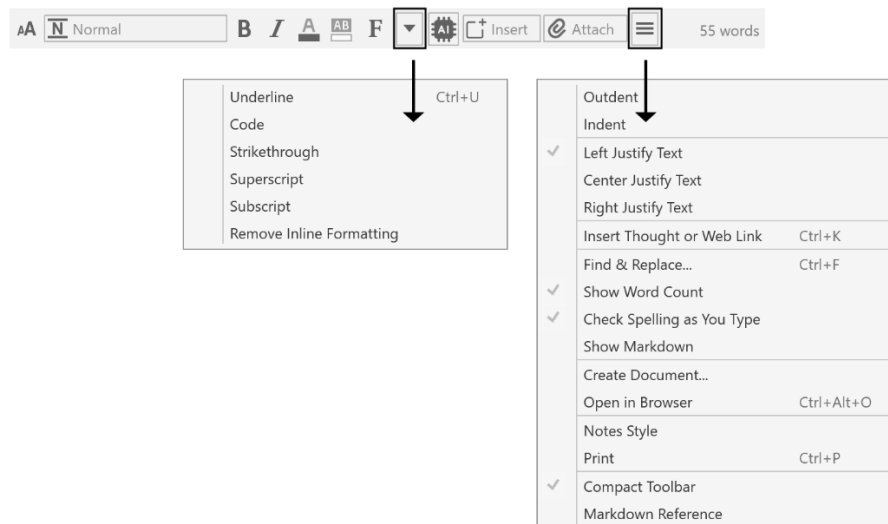 AA N Normal B I A AB F AI Insert Attach 55 words
Underline Ctrl+U
Code
Strikethrough
Superscript
Subscript
Remove Inline Formatting
Outdent
Indent
Left Justify Text
Center Justify Text
Right Justify Text
Insert Thought or Web Link Ctrl+K
Find & Replace... Ctrl+F
Show Word Count
Check Spelling as You Type
Show Markdown
Create Document...
Open in Browser Ctrl+Alt+O
Notes Style
Print Ctrl+P
Compact Toolbar
Markdown Reference